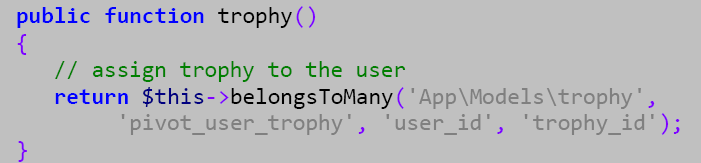 public function trophy()
{
// assign trophy to the user
return $this->belongsToMany('App\Models\trophy',
'pivot_user_trophy', 'user_id', 'trophy_id');
}